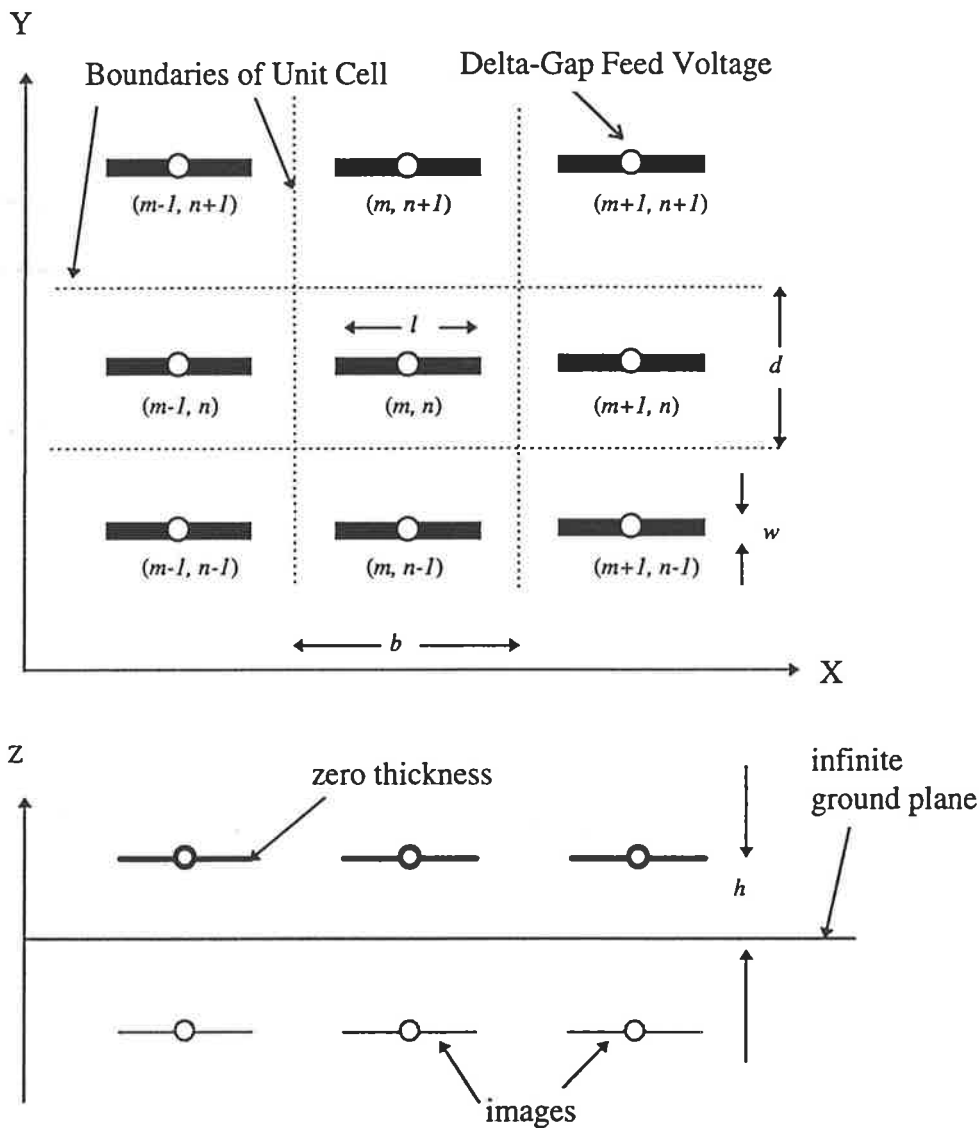 Y
Boundaries of Unit Cell
Delta-Gap Feed Voltage
(m-1, n+1)
(m, n+1)
(m+1, n+1)
l
d
(m-1, n)
(m, n)
(m+1, n)
w
(m-1, n-1)
(m, n-1)
(m+1, n-1)
b
X
Z
zero thickness
infinite
ground plane
h
images